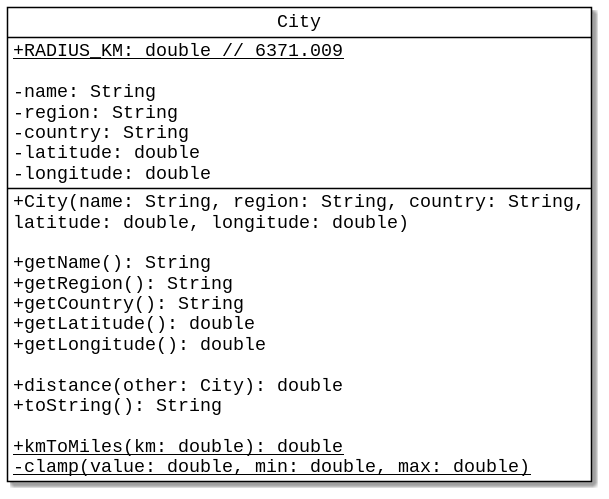 City
+RADIUS_KM: double // 6371.009
-name: String
-region: String
-country: String
-latitude: double
-longitude: double
+City(name: String, region: String, country: String,
latitude: double, longitude: double)
+getName(): String
+getRegion(): String
+getCountry(): String
+getLatitude(): double
+getLongitude(): double
+distance(other: City): double
+toString(): String
+kmToMiles(km: double): double
-clamp(value: double, min: double, max: double)